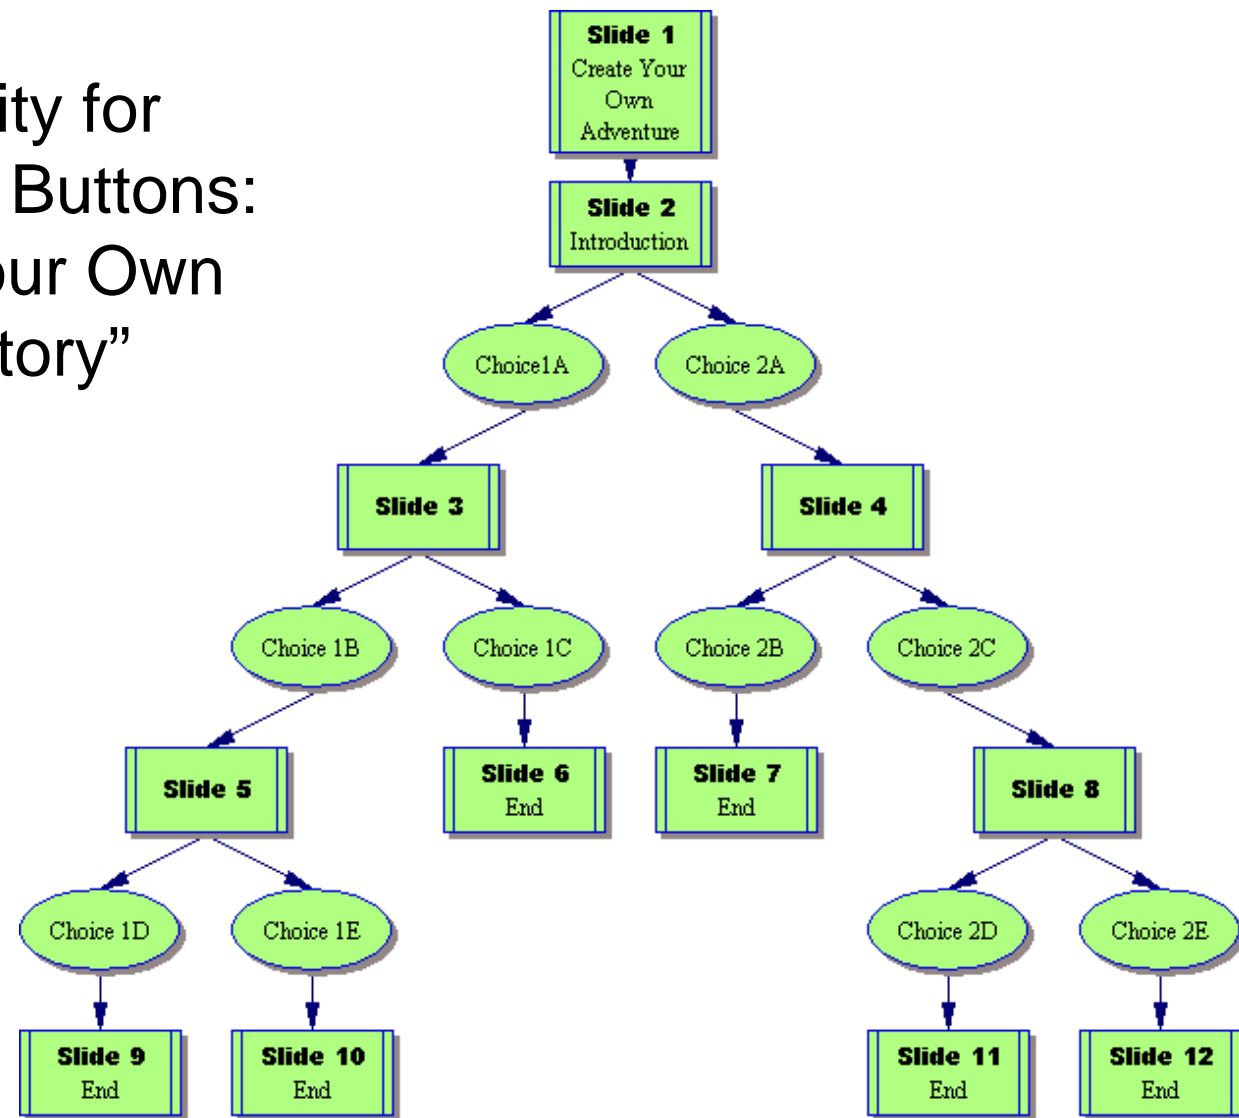 ity for
Buttons:
our Own
tory”
Slide 1
Create Your
Own
Adventure
Slide 2
Introduction
Choice1A
Choice 2A
Slide 3
Slide 4
Choice 1B
Choice 1C
Choice 2B
Choice 2C
Slide 5
Slide 6
End
Slide 7
End
Slide 8
Choice 1D
Choice 1E
Choice 2D
Choice 2E
Slide 9
End
Slide 10
End
Slide 11
End
Slide 12
End